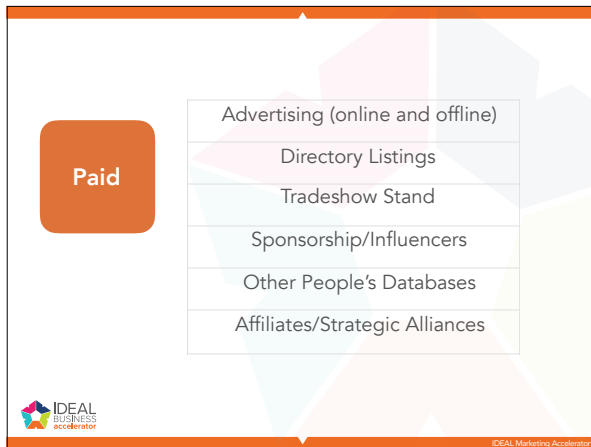 Paid
Advertising (online and offline)
Directory Listings
Tradeshow Stand
Sponsorship/Influencers
Other People's Databases
Affiliates/Strategic Alliances
IDEAL
BUSINESS
accelerator
IDEAL Marketing Accelerator